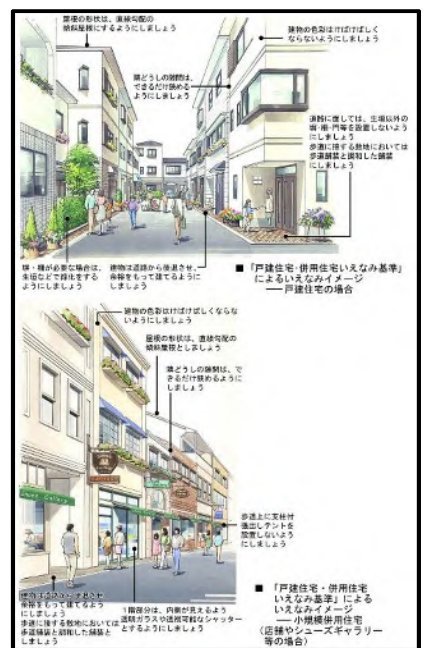 屋根の形状は、直線勾配の
傾斜屋根にするようにしましょう
建物の色彩はけばけばしく
ならないようにしましょう
隣どうしの隙間は、
できるだけ狭める
ようにしましょう
道路に面しては、生垣以外の
塀・柵・門等を設置しないよう
にしましょう
歩道に接する敷地においては
歩道舗装と調和した舗装
にしましょう
塀・柵が必要な場合は、
生垣などで緑化をする
ようにしましょう
建物は道路から後退させ、
余裕をもって建てるように
しましょう
■「戸建住宅・併用住宅いえなみ基準」
によるいえなみイメージ
── 戸建住宅の場合
建物の色彩はけばけばしくならな
いようにしましょう
屋根の形状は、直線勾配の
傾斜屋根としましょう
隣どうしの隙間は、で
きるだけ狭めるように
しましょう
歩道上に支柱付
張出しテントを
設置しないよう
にしましょう
建物は道路から後退させ
余裕をもって建てるよう
にしましょう
歩道に接する敷地においては
歩道舗装と調和した舗装と
しましょう
1階部分は、内側が見えるよう
透明ガラスや透視可能なシャッター
とするようにしましょう
■「戸建住宅・併用住宅
いえなみ基準」による
いえなみイメージ
── 小規模併用住宅
(店舗やシューズギャラリー
等の場合)
Gallery